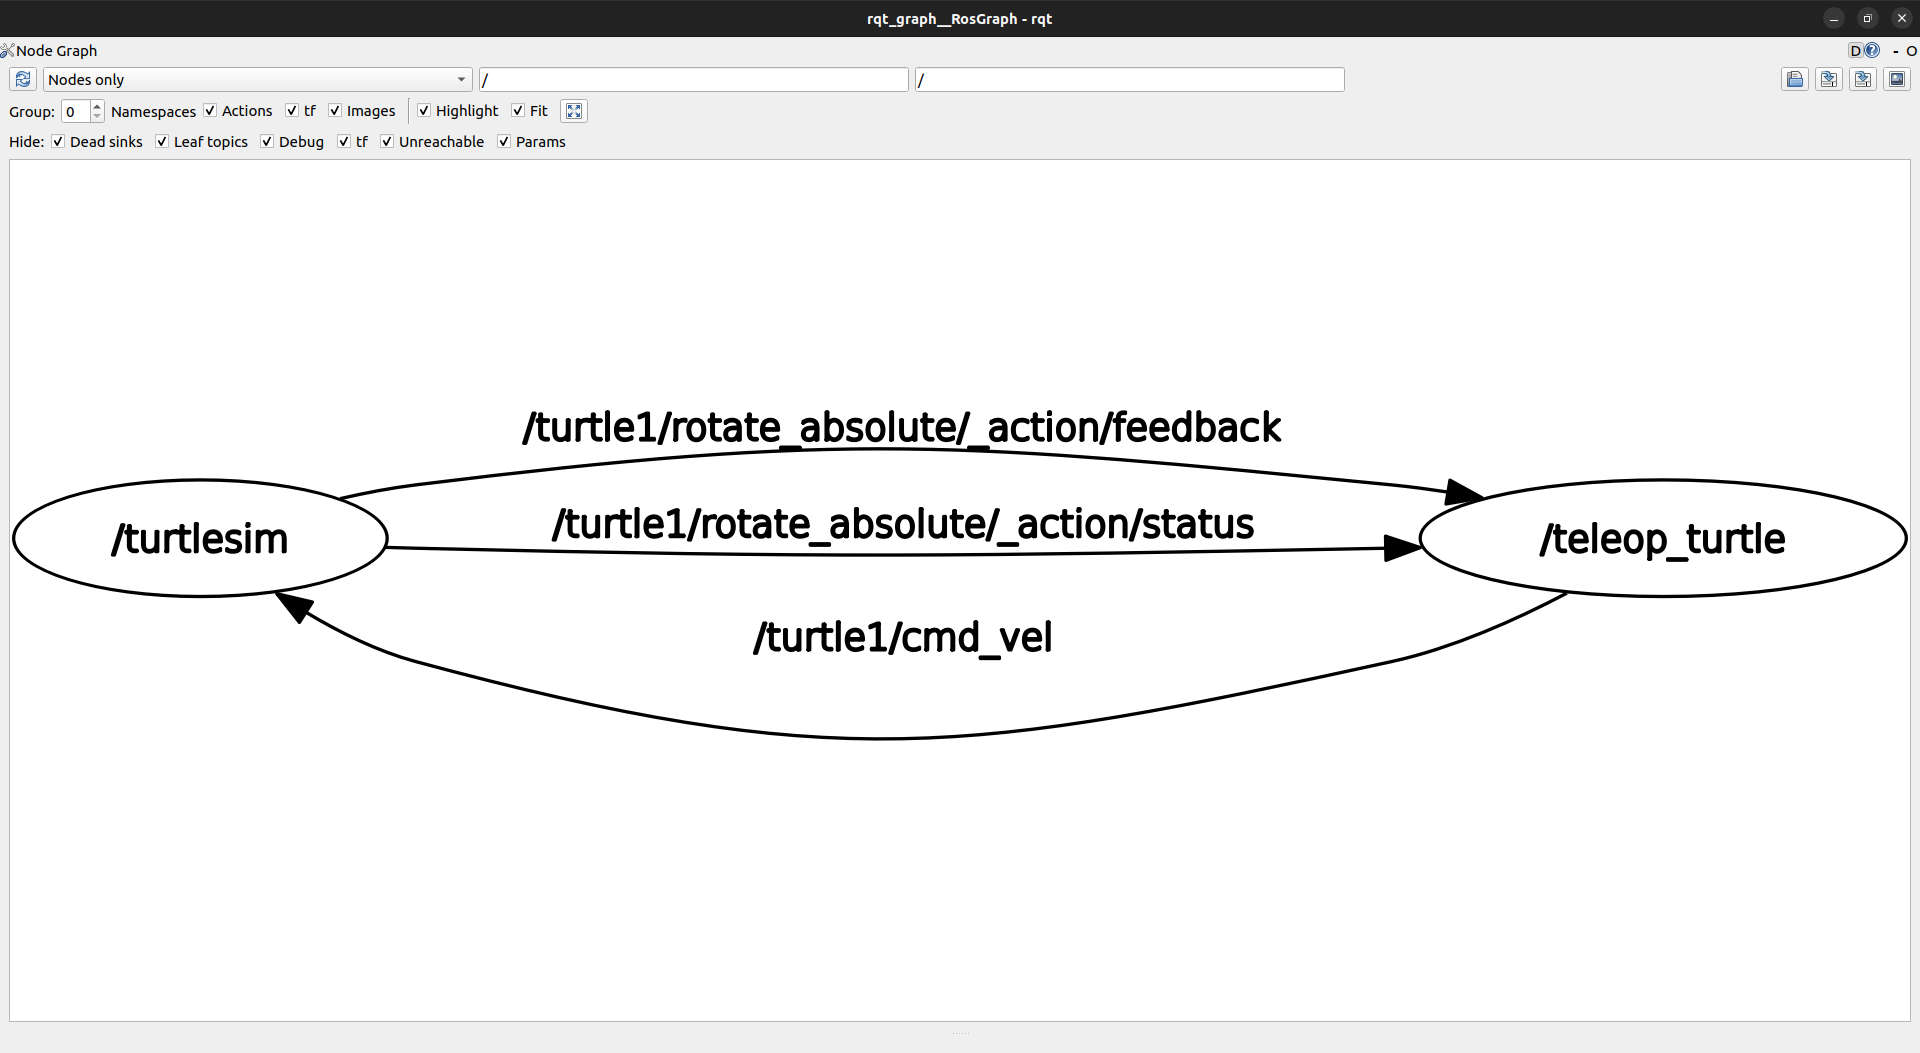 rqt_graph__RosGraph - rqt
Node Graph
D
- O
Nodes only
/
/
Group: 0 Namespaces Actions tf Images Highlight Fit
Hide: Dead sinks Leaf topics Debug tf Unreachable Params
/turtle1/rotate_absolute/_action/feedback
/turtle1/rotate_absolute/_action/status
/turtlesim
/teleop_turtle
/turtle1/cmd_vel